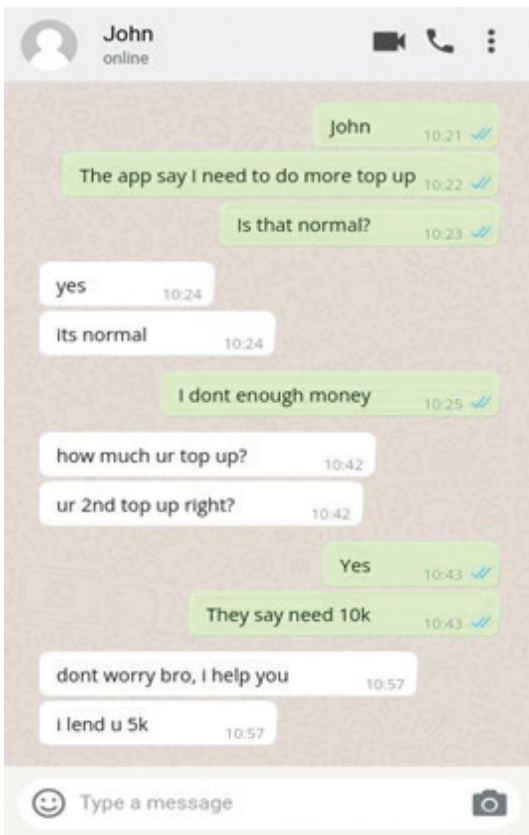 John
online
John
10:21
The app say I need to do more top up
10:22
Is that normal?
10:23
yes
10:24
its normal
10:24
I dont enough money
10:25
how much ur top up?
10:42
ur 2nd top up right?
10:42
Yes
10:43
They say need 10k
10:43
dont worry bro, i help you
10:57
i lend u 5k
10:57
Type a message